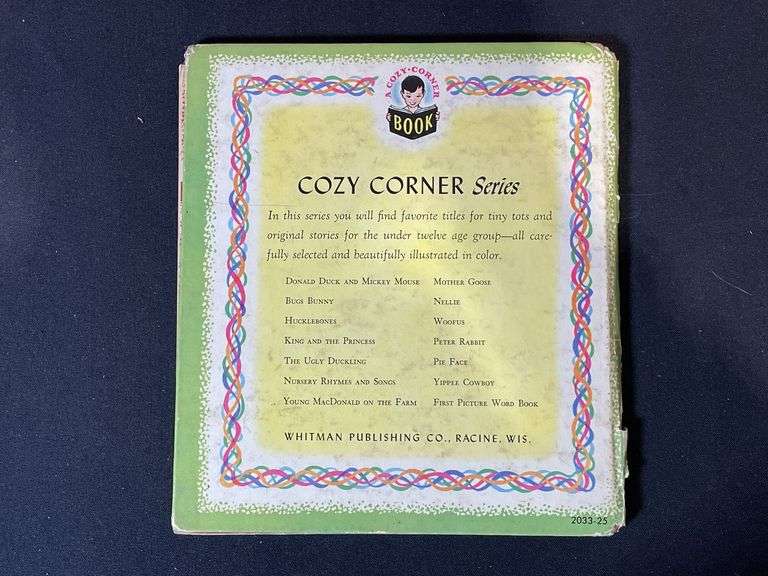 A COZY-CORNER
BOOK
COZY CORNER Series
In this series you will find favorite titles for tiny tots and
original stories for the under twelve age group—all care-
fully selected and beautifully illustrated in color.
DONALD DUCK AND MICKEY MOUSE
BUGS BUNNY
HUCKLEBONES
KING AND THE PRINCESS
THE UGLY DUCKLING
NURSERY RHYMES AND SONGS
YOUNG MACDONALD ON THE FARM
MOTHER GOOSE
NELLIE
WOOFUS
PETER RABBIT
PIE FACE
YIPPEE COWBOY
FIRST PICTURE WORD BOOK
WHITMAN PUBLISHING CO., RACINE, WIS.
2033-25